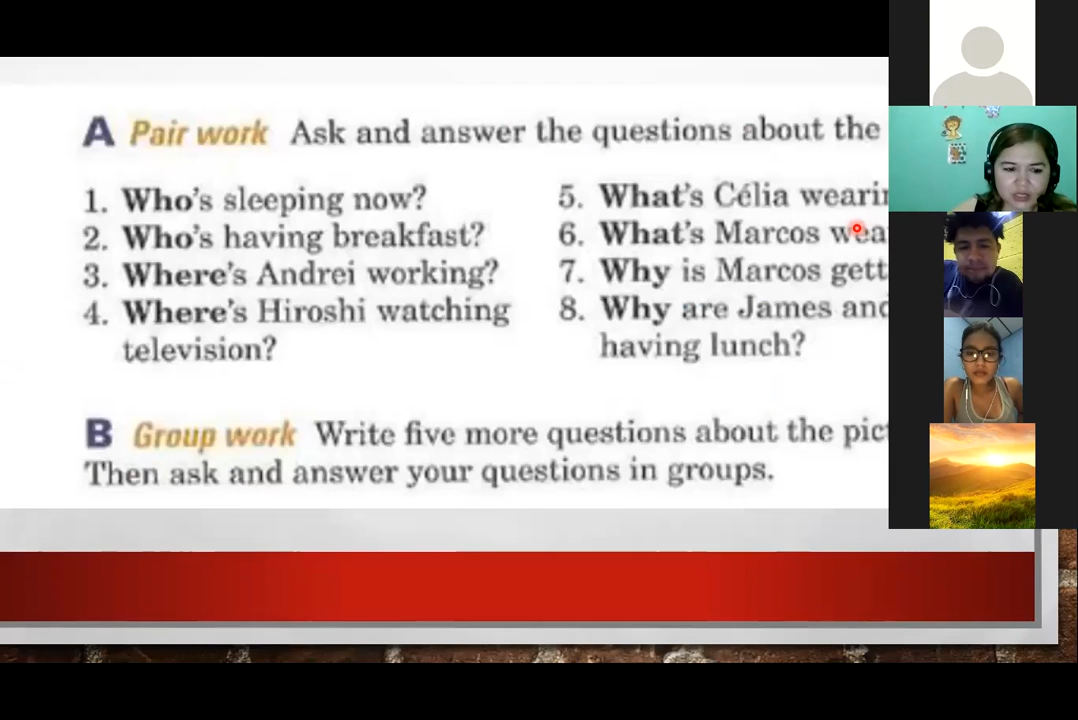 A Pair work Ask and answer the questions about the
1. Who's sleeping now?
2. Who's having breakfast?
3. Where's Andrei working?
4. Where's Hiroshi watching
television?
5. What's Célia
6. What's Marcos
7. Why is Marcos
8. Why are James
having lunch?
B Group work Write five more questions about the
Then ask and answer your questions in groups.